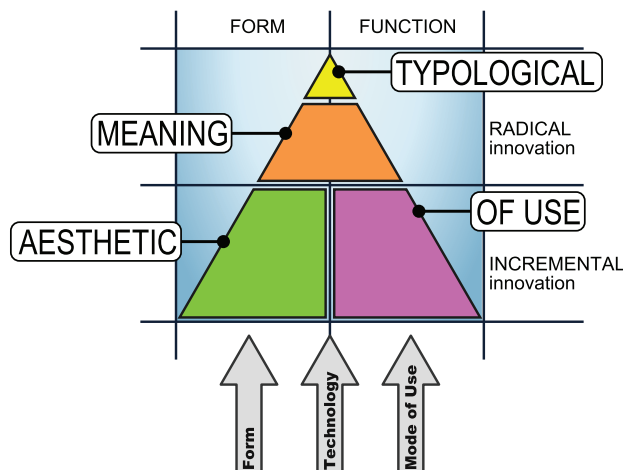 FORM
FUNCTION
TYPOLOGICAL
MEANING
RADICAL
innovation
OF USE
AESTHETIC
INCREMENTAL
innovation
Form
Technology
Mode of Use